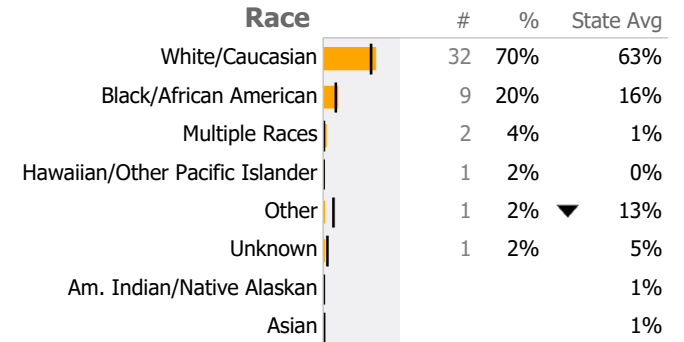 Race # % State Avg
White/Caucasian 32 70% 63%
Black/African American 9 20% 16%
Multiple Races 2 4% 1%
Hawaiian/Other Pacific Islander 1 2% 0%
Other 1 2% ▼ 13%
Unknown 1 2% 5%
Am. Indian/Native Alaskan 1%
Asian 1%